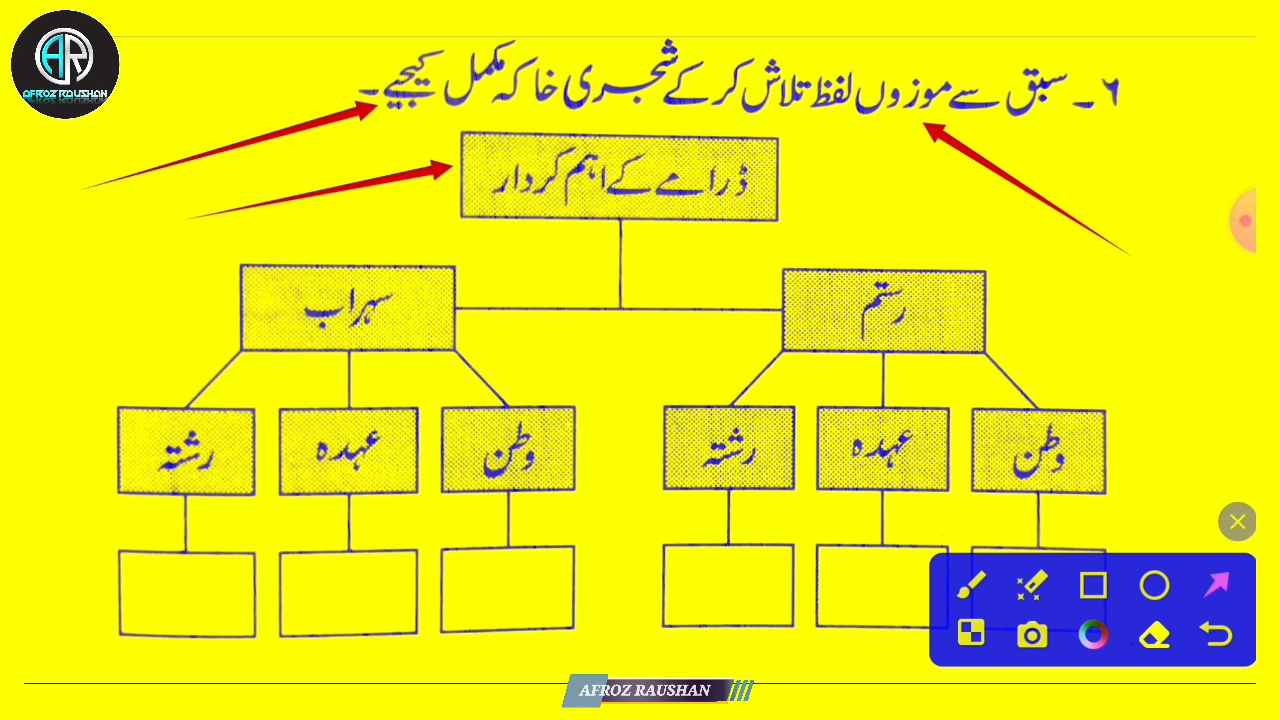 AR
AFROZ RAUSHAN
۶۔ سبق سے موزوں لفظ تلاش کر کے شجری خاکہ مکمل کیجیے۔
ڈرامے کے اہم کردار
رستم
سہراب
وطن
عہدہ
رشتہ
وطن
عہدہ
رشتہ
AFROZ RAUSHAN